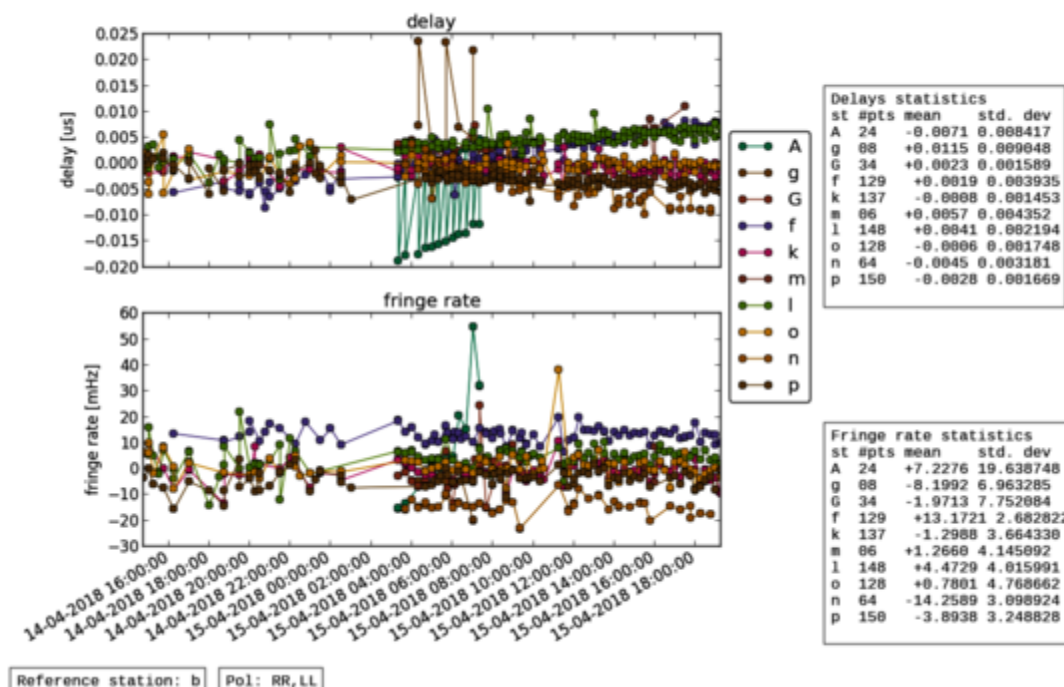 delay
0.025
0.020
0.015
0.010
0.005
0.000
−0.005
−0.010
−0.015
−0.020
delay [us]
fringe rate
60
50
40
30
20
10
0
−10
−20
−30
fringe rate [mHz]
14-04-2018 16:00:00
14-04-2018 18:00:00
14-04-2018 20:00:00
14-04-2018 22:00:00
15-04-2018 00:00:00
15-04-2018 02:00:00
15-04-2018 04:00:00
15-04-2018 06:00:00
15-04-2018 08:00:00
15-04-2018 10:00:00
15-04-2018 12:00:00
15-04-2018 14:00:00
15-04-2018 16:00:00
15-04-2018 18:00:00
A
g
G
f
k
m
l
o
n
p
Delays statistics
st #pts mean std. dev
A 24 -0.0071 0.008417
g 08 +0.0115 0.009048
G 34 +0.0023 0.001589
f 129 +0.0019 0.003935
k 137 -0.0008 0.001453
m 06 +0.0057 0.004352
l 148 +0.0041 0.002194
o 128 -0.0006 0.001748
n 64 -0.0045 0.003181
p 150 -0.0028 0.001669
Fringe rate statistics
st #pts mean std. dev
A 24 +7.2276 19.638748
g 08 -8.1992 6.963285
G 34 -1.9713 7.752084
f 129 +13.1721 2.682822
k 137 -1.2988 3.664330
m 06 +1.2660 4.145092
l 148 +4.4729 4.015991
o 128 +0.7801 4.768662
n 64 -14.2589 3.098924
p 150 -3.8938 3.248828
Reference station: b
Pol: RR,LL